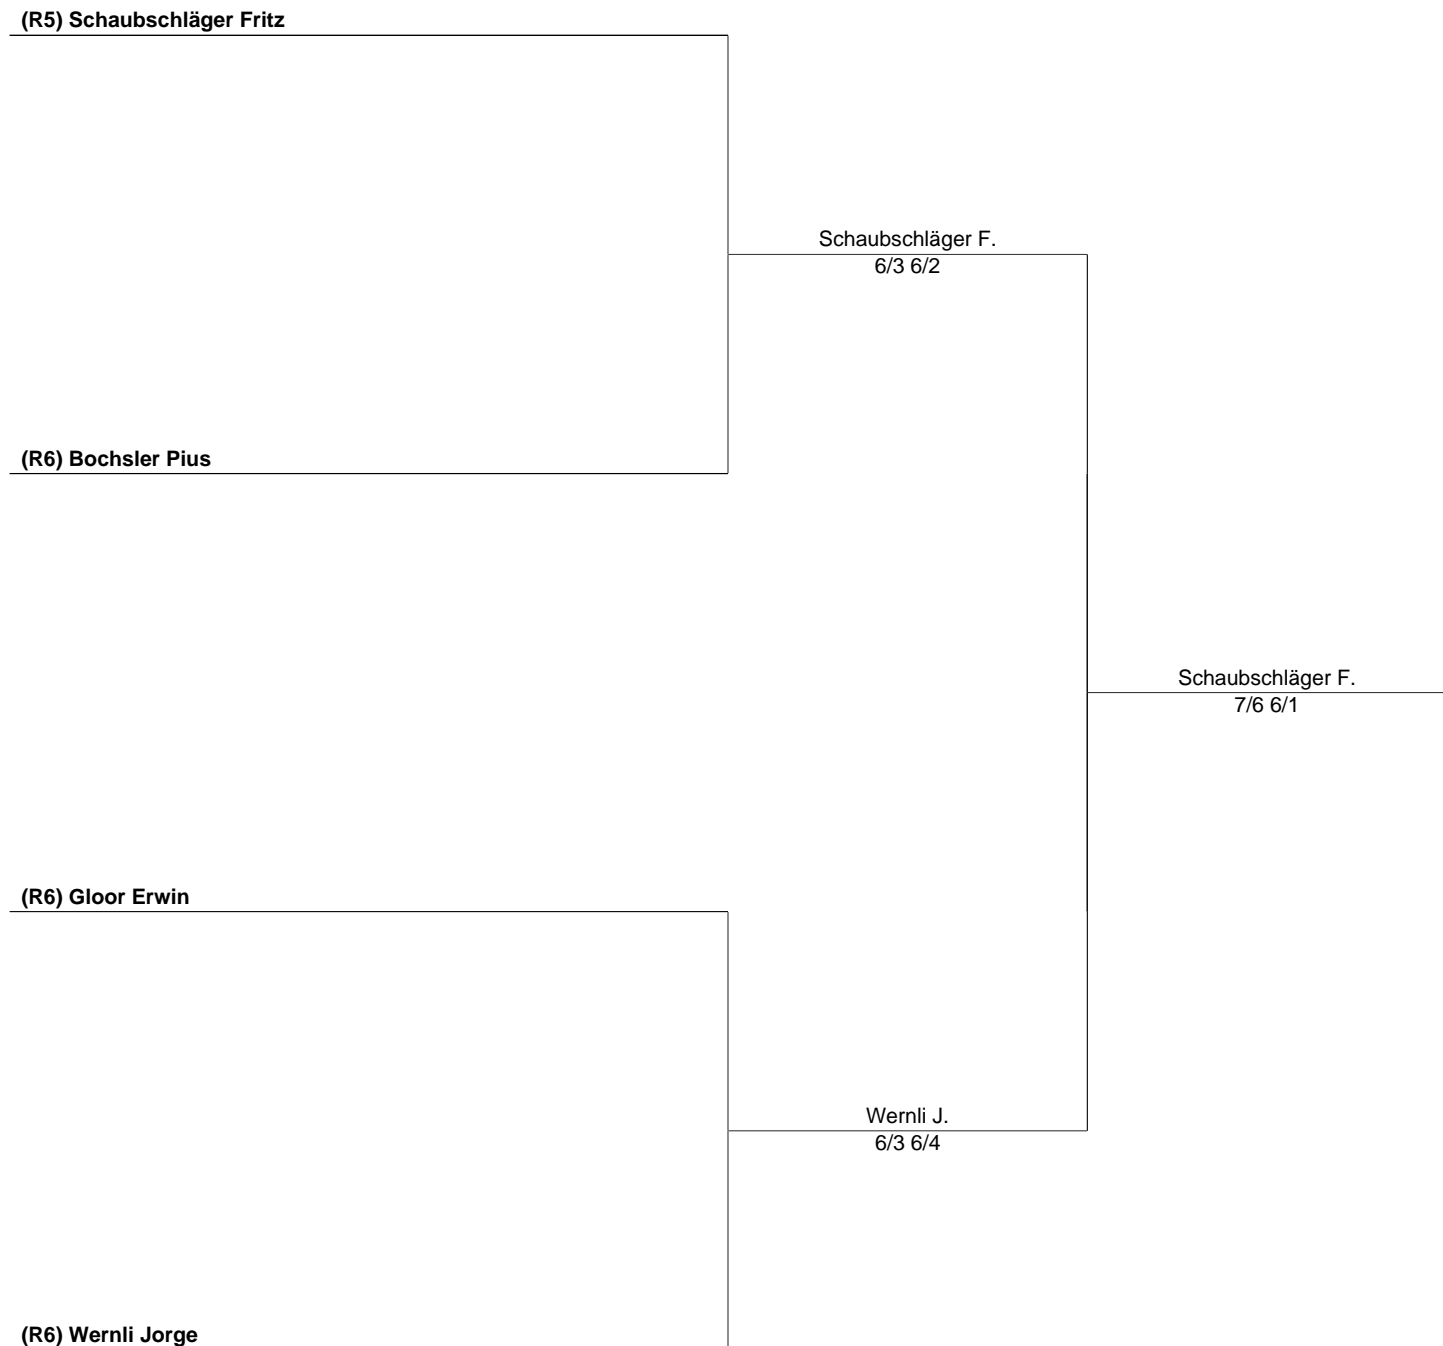 (R5) Schaubschläger Fritz
Schaubschläger F.
6/3 6/2
(R6) Bochsler Pius
Schaubschläger F.
7/6 6/1
(R6) Gloor Erwin
Wernli J.
6/3 6/4
(R6) Wernli Jorge